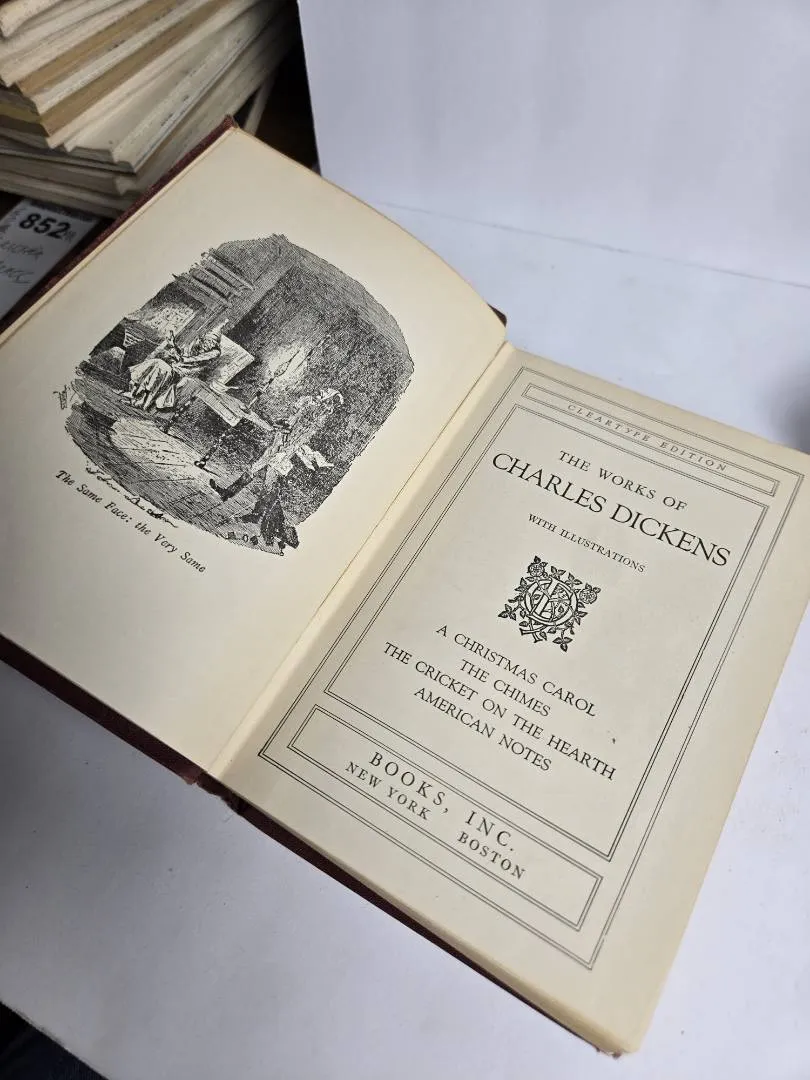 852
The Same Face: the Very Same
CLEARTYPE EDITION
THE WORKS OF
CHARLES DICKENS
WITH ILLUSTRATIONS
A CHRISTMAS CAROL
THE CHIMES
THE CRICKET ON THE HEARTH
AMERICAN NOTES
BOOKS, INC.
NEW YORK BOSTON